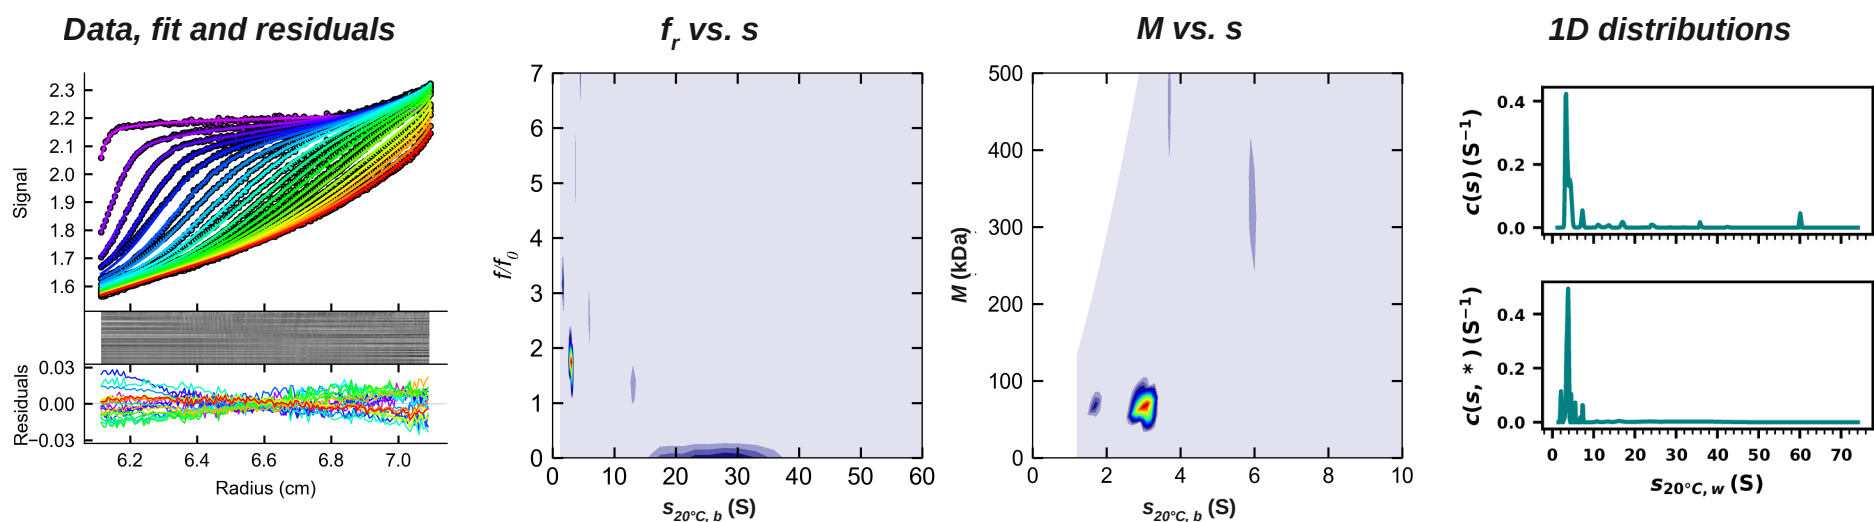 Data, fit and residuals
2.3
2.2
2.1
2.0
1.9
1.8
1.7
1.6
Signal
0.03
0.00
−0.03
Residuals
6.2 6.4 6.6 6.8 7.0
Radius (cm)
fr vs. s
7
6
5
4
3
2
1
0
f/f0
0 10 20 30 40 50 60
s20°C, b (S)
M vs. s
500
400
300
200
100
0
M (kDa)
0 2 4 6 8 10
s20°C, b (S)
1D distributions
0.4
0.2
0.0
c(s) (S−1)
0.4
0.2
0.0
c(s, *) (S−1)
0 10 20 30 40 50 60 70
s20°C, w (S)